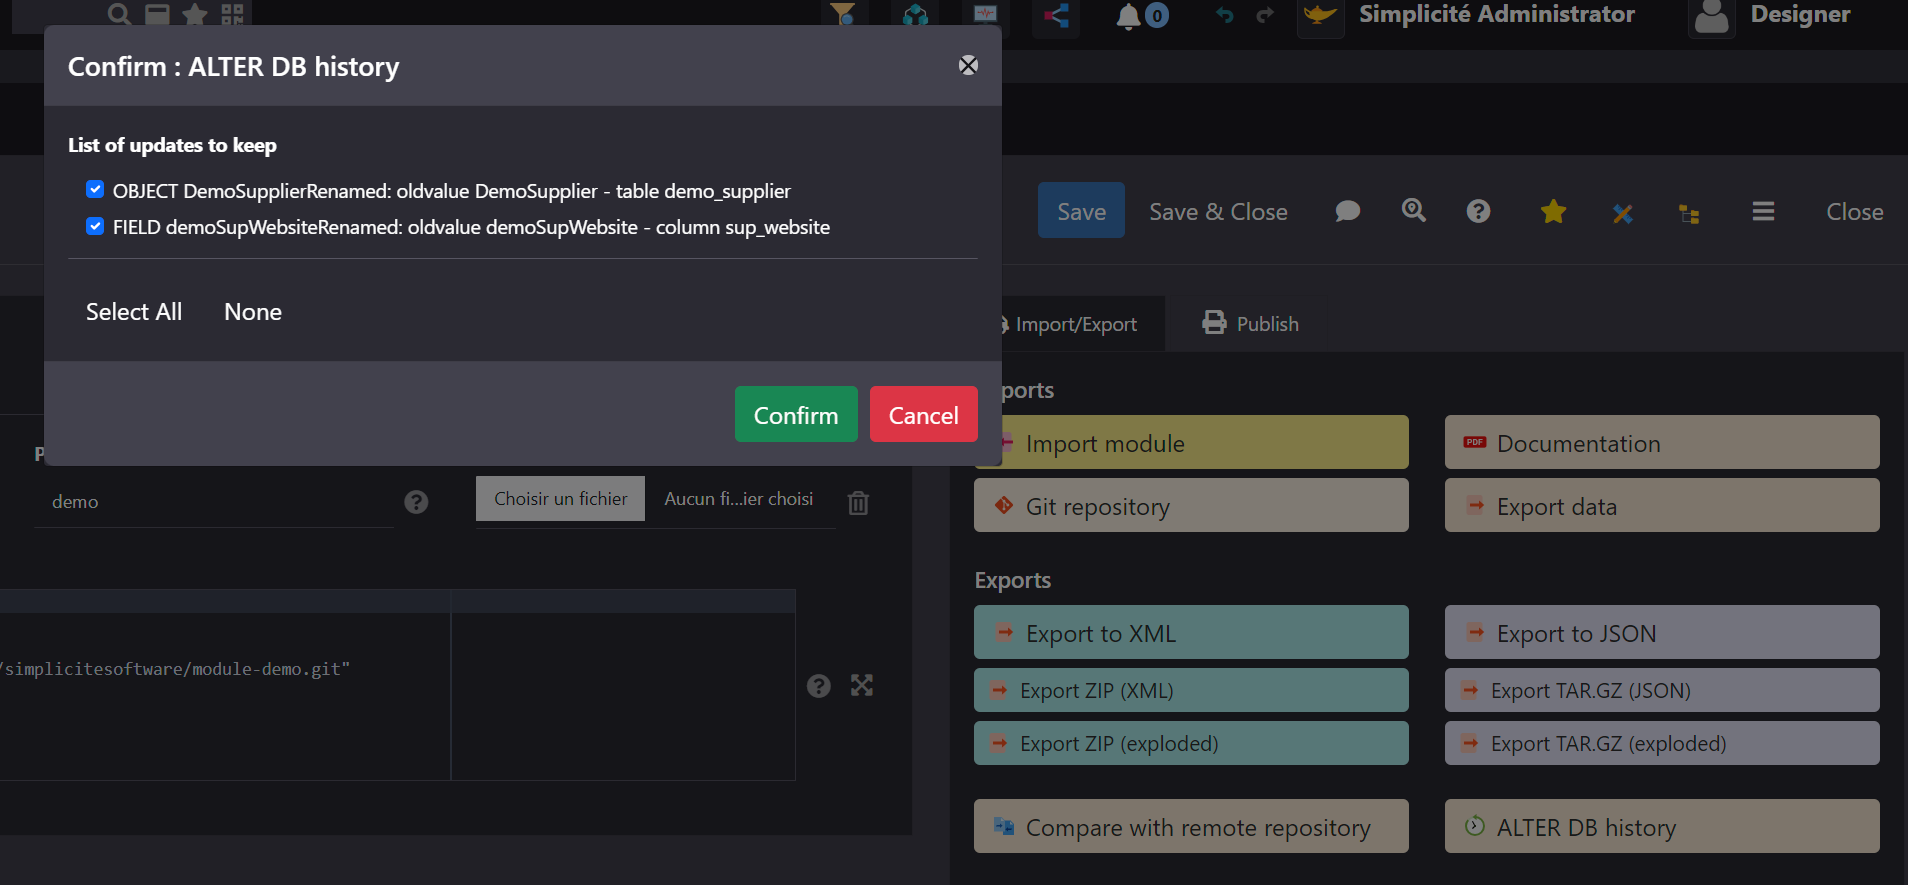 0
Simplicité Administrator
Designer
Confirm : ALTER DB history
List of updates to keep
OBJECT DemoSupplierRenamed: oldvalue DemoSupplier - table demo_supplier
FIELD demoSupWebsiteRenamed: oldvalue demoSupWebsite - column sup_website
Select All None
Confirm Cancel
Save Save & Close Close
Import/Export Publish
ports
Import module
PDF Documentation
Git repository
Export data
Exports
Export to XML
Export to JSON
Export ZIP (XML)
Export TAR.GZ (JSON)
Export ZIP (exploded)
Export TAR.GZ (exploded)
Compare with remote repository
ALTER DB history
demo
Choisir un fichier Aucun fi...ier choisi
/simplicitesoftware/module-demo.git"